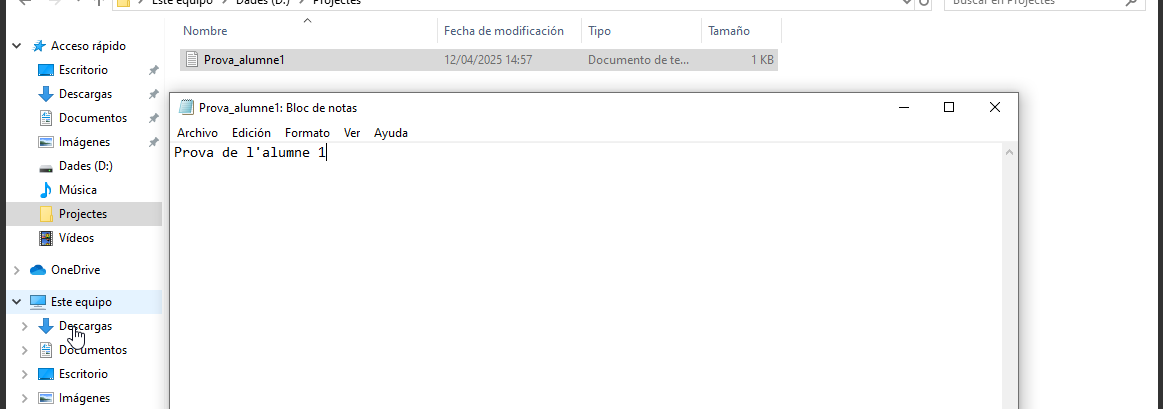 Este equipo > Dades (D:) > Projectes
Buscar en Projectes
Nombre Fecha de modificación Tipo Tamaño
Prova_alumne1 12/04/2025 14:57 Documento de te... 1 KB
Acceso rápido
Escritorio
Descargas
Documentos
Imágenes
Dades (D:)
Música
Projectes
Vídeos
OneDrive
Este equipo
Descargas
Documentos
Escritorio
Imágenes
Prova_alumne1: Bloc de notas
Archivo Edición Formato Ver Ayuda
Prova de l'alumne 1